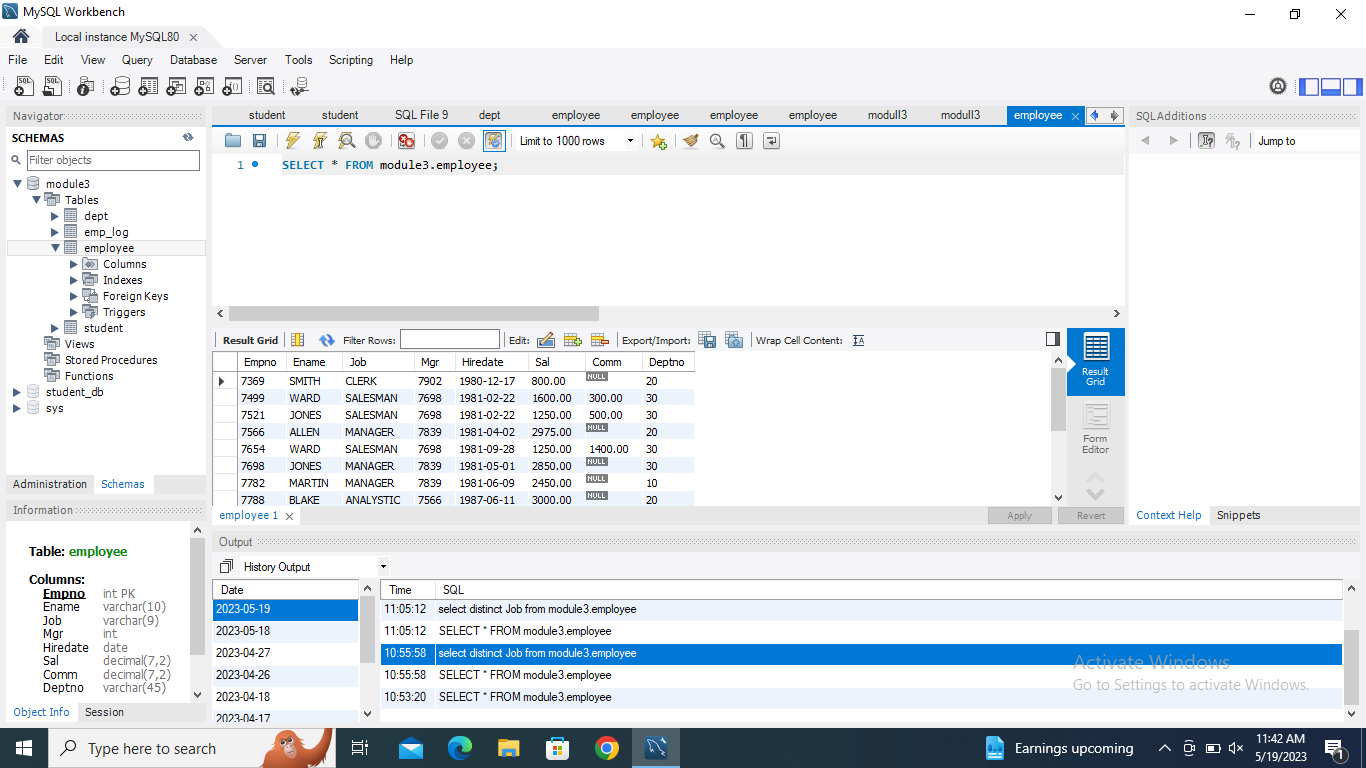 MySQL Workbench
Local instance MySQL80
File Edit View Query Database Server Tools Scripting Help
Navigator
SCHEMAS
Filter objects
module3
Tables
dept
emp_log
employee
Columns
Indexes
Foreign Keys
Triggers
student
Views
Stored Procedures
Functions
student_db
sys
Administration Schemas
Information
Table: employee
Columns:
Empno int PK
Ename varchar(10)
Job varchar(9)
Mgr int
Hiredate date
Sal decimal(7,2)
Comm decimal(7,2)
Deptno varchar(45)
Object Info Session
student student SQL File 9 dept employee employee employee employee modull3 modull3 employee
Limit to 1000 rows
1 SELECT * FROM module3.employee;
Result Grid Filter Rows: Edit: Export/Import: Wrap Cell Content:
Empno Ename Job Mgr Hiredate Sal Comm Deptno
7369 SMITH CLERK 7902 1980-12-17 800.00 NULL 20
7499 WARD SALESMAN 7698 1981-02-22 1600.00 300.00 30
7521 JONES SALESMAN 7698 1981-02-22 1250.00 500.00 30
7566 ALLEN MANAGER 7839 1981-04-02 2975.00 NULL 20
7654 WARD SALESMAN 7698 1981-09-28 1250.00 1400.00 30
7698 JONES MANAGER 7839 1981-05-01 2850.00 NULL 30
7782 MARTIN MANAGER 7839 1981-06-09 2450.00 NULL 10
7788 BLAKE ANALYSTIC 7566 1987-06-11 3000.00 NULL 20
Result
Grid
Form
Editor
employee 1 Apply Revert
SQLAdditions
Jump to
Context Help Snippets
Output
History Output
Date
2023-05-19
2023-05-18
2023-04-27
2023-04-26
2023-04-18
2023-04-17
Time SQL
11:05:12 select distinct Job from module3.employee
11:05:12 SELECT * FROM module3.employee
10:55:58 select distinct Job from module3.employee
10:55:58 SELECT * FROM module3.employee
10:53:20 SELECT * FROM module3.employee
Activate Windows
Go to Settings to activate Windows.
Type here to search
Earnings upcoming
11:42 AM
5/19/2023
1